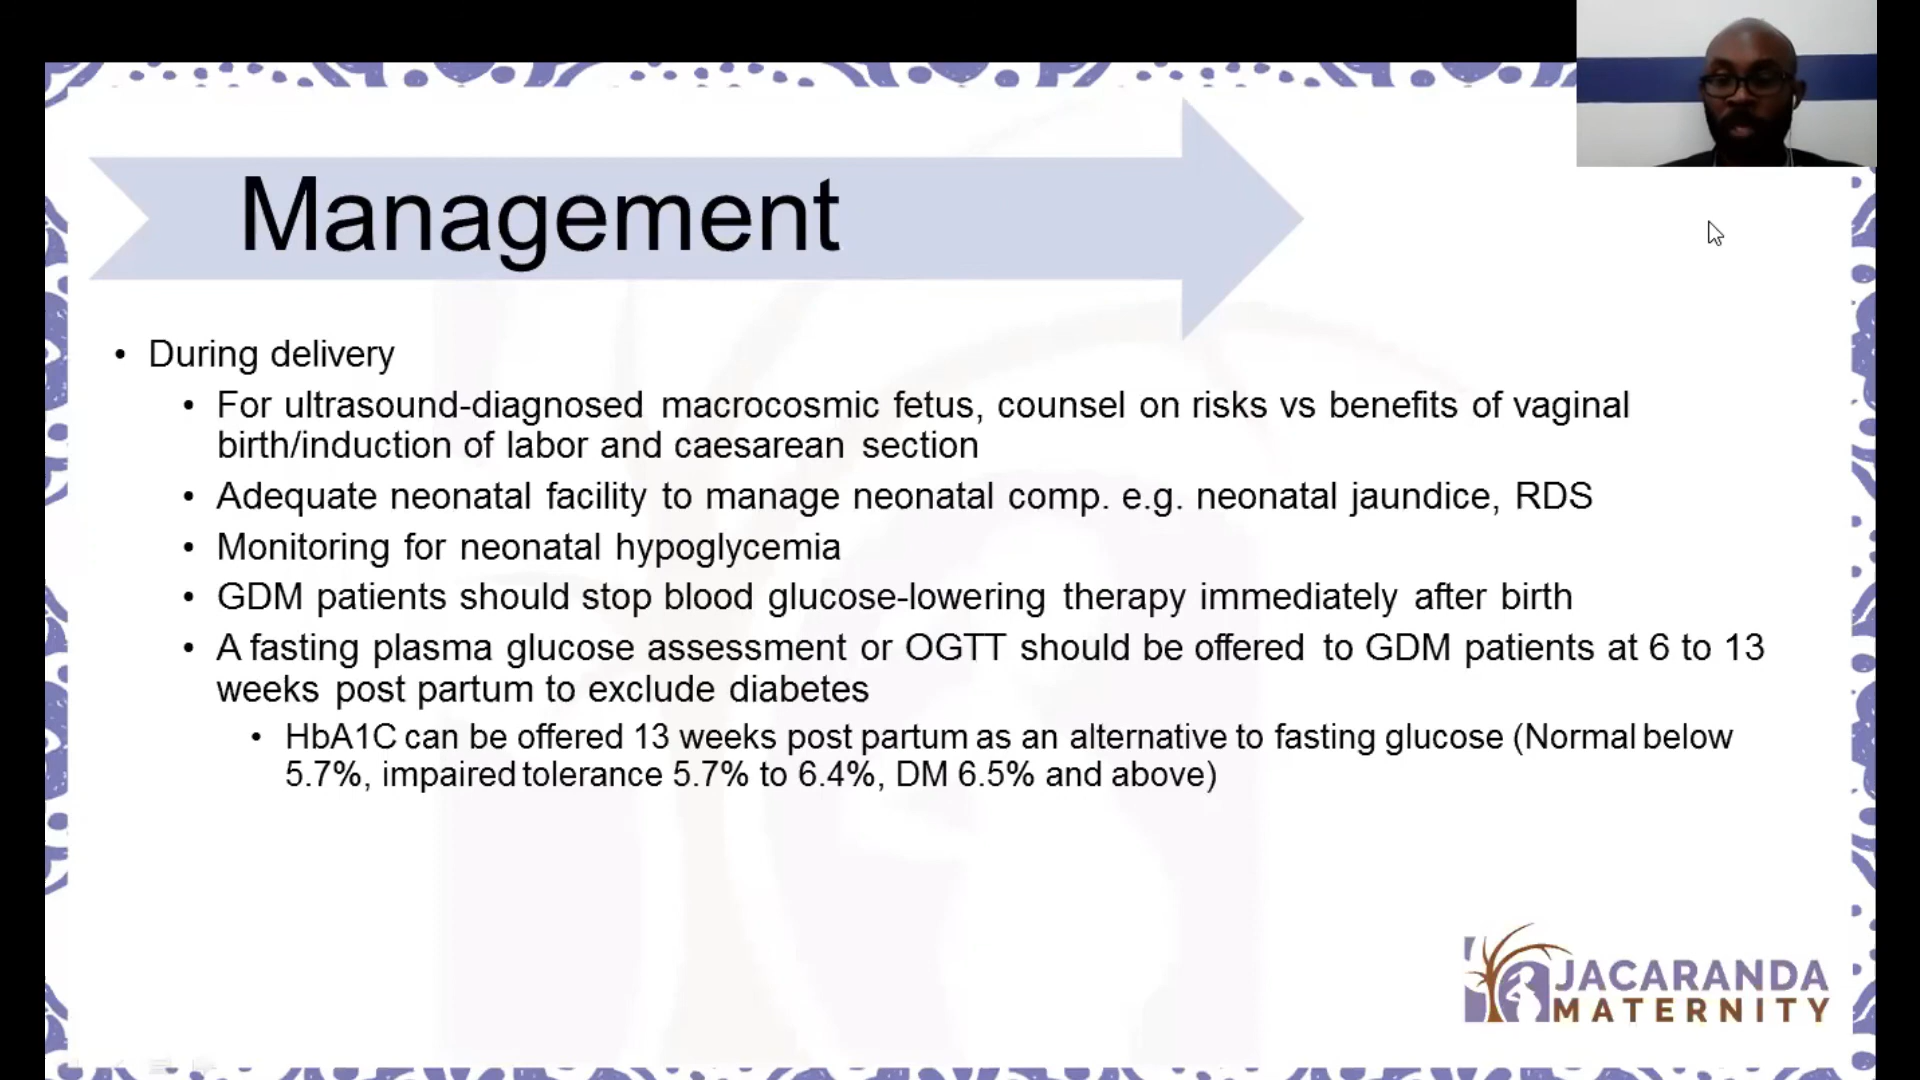 Management
• During delivery
• For ultrasound-diagnosed macrocosmic fetus, counsel on risks vs benefits of vaginal
birth/induction of labor and caesarean section
• Adequate neonatal facility to manage neonatal comp. e.g. neonatal jaundice, RDS
• Monitoring for neonatal hypoglycemia
• GDM patients should stop blood glucose-lowering therapy immediately after birth
• A fasting plasma glucose assessment or OGTT should be offered to GDM patients at 6 to 13
weeks post partum to exclude diabetes
• HbA1C can be offered 13 weeks post partum as an alternative to fasting glucose (Normal below
5.7%, impaired tolerance 5.7% to 6.4%, DM 6.5% and above)
JACARANDA
MATERNITY